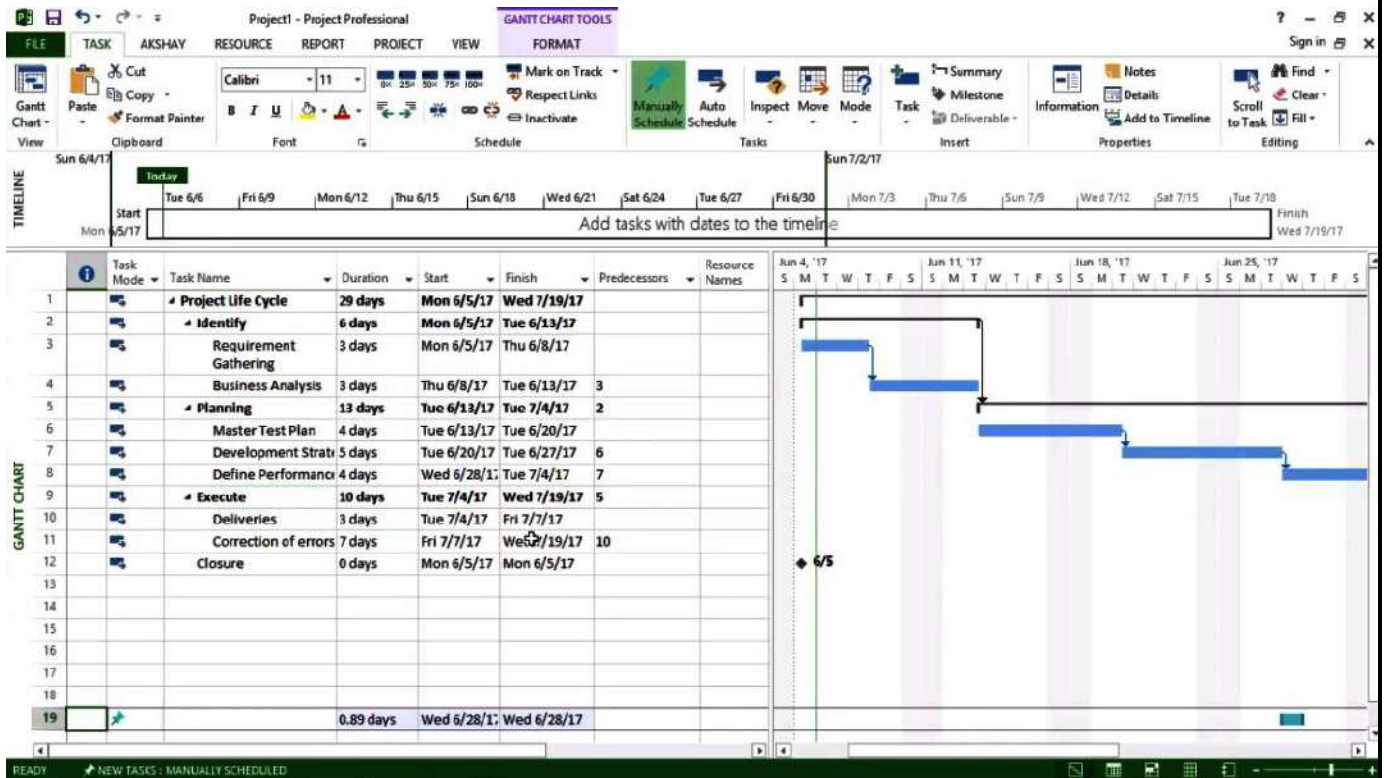 Project1 - Project Professional
GANTT CHART TOOLS
? – X
FILE TASK AKSHAY RESOURCE REPORT PROJECT VIEW FORMAT Sign in X
Gantt Chart
Paste
Cut
Copy
Format Painter
Calibri 11
B I U A
0% 25% 50% 75% 100%
Mark on Track
Respect Links
Inactivate
Manually Schedule
Auto Schedule
Inspect Move Mode
Task
Summary
Milestone
Deliverable
Information
Notes
Details
Add to Timeline
Scroll to Task
Find
Clear
Fill
View Clipboard Font Schedule Tasks Insert Properties Editing
TIMELINE
Sun 6/4/17 Sun 7/2/17
Today
Tue 6/6 Fri 6/9 Mon 6/12 Thu 6/15 Sun 6/18 Wed 6/21 Sat 6/24 Tue 6/27 Fri 6/30 Mon 7/3 Thu 7/6 Sun 7/9 Wed 7/12 Sat 7/15 Tue 7/18
Start
Mon 6/5/17
Add tasks with dates to the timeline
Finish
Wed 7/19/17
GANTT CHART
Task Mode Task Name Duration Start Finish Predecessors Resource Names
Jun 4, '17 Jun 11, '17 Jun 18, '17 Jun 25, '17
S M T W T F S S M T W T F S S M T W T F S S M T W T F S
1 Project Life Cycle 29 days Mon 6/5/17 Wed 7/19/17
2 Identify 6 days Mon 6/5/17 Tue 6/13/17
3 Requirement Gathering 3 days Mon 6/5/17 Thu 6/8/17
4 Business Analysis 3 days Thu 6/8/17 Tue 6/13/17 3
5 Planning 13 days Tue 6/13/17 Tue 7/4/17 2
6 Master Test Plan 4 days Tue 6/13/17 Tue 6/20/17
7 Development Strate 5 days Tue 6/20/17 Tue 6/27/17 6
8 Define Performance 4 days Wed 6/28/1 Tue 7/4/17 7
9 Execute 10 days Tue 7/4/17 Wed 7/19/17 5
10 Deliveries 3 days Tue 7/4/17 Fri 7/7/17
11 Correction of errors 7 days Fri 7/7/17 /19/17 10
12 Closure 0 days Mon 6/5/17 Mon 6/5/17 6/5
13
14
15
16
17
18
19 0.89 days Wed 6/28/1 Wed 6/28/17
READY NEW TASKS : MANUALLY SCHEDULED